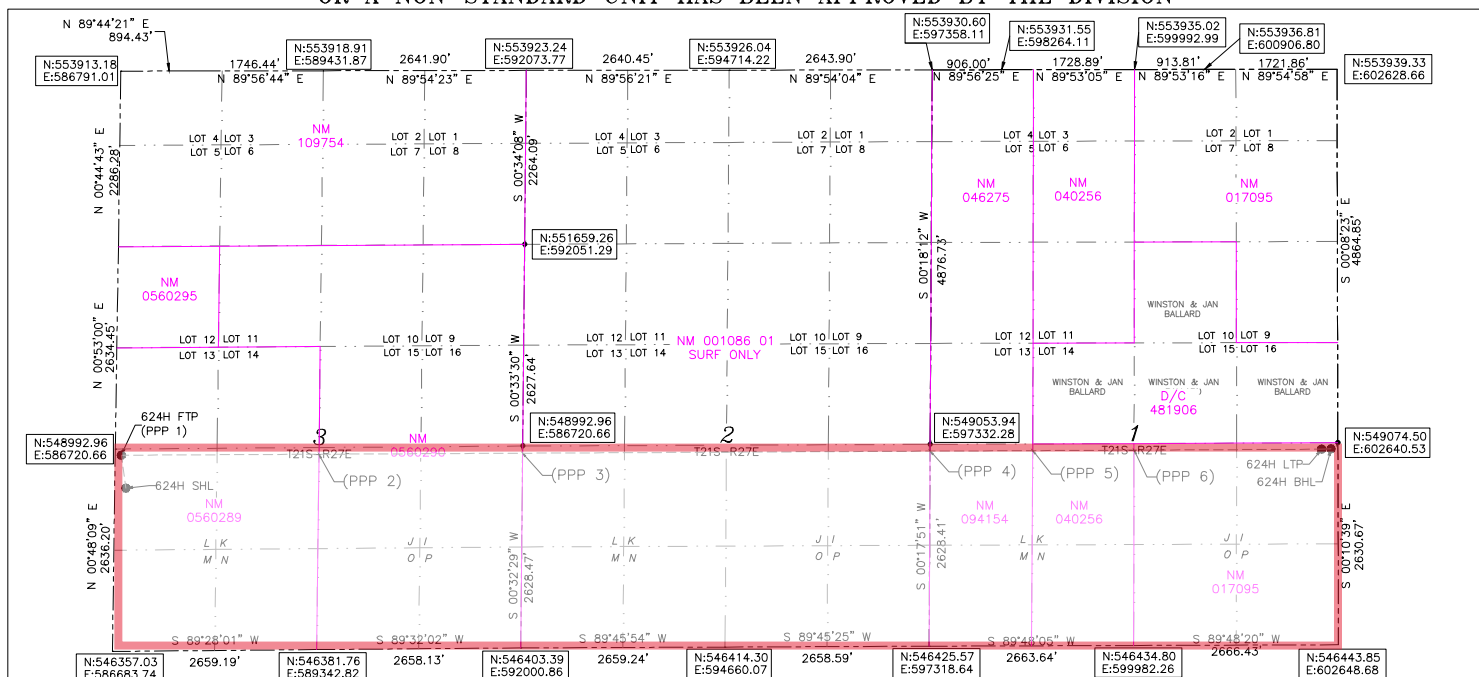 OR A NON-STANDARD UNIT HAS BEEN APPROVED BY THE DIVISION
N 89°44'21" E
894.43'
N:553913.18
E:586791.01
1746.44'
N 89°56'44" E
N:553918.91
E:589431.87
2641.90'
N 89°54'23" E
N:553923.24
E:592073.77
2640.45'
N 89°56'21" E
N:553926.04
E:594714.22
2643.90'
N 89°54'04" E
N:553930.60
E:597358.11
906.00'
N 89°56'25" E
N:553931.55
E:598264.11
1728.89'
N 89°53'05" E
N:553935.02
E:599992.99
913.81'
N 89°53'16" E
N:553936.81
E:600906.80
1721.86'
N 89°54'58" E
N:553939.33
E:602628.66
N 00°44'43" E
2286.28'
LOT 4 LOT 3
LOT 5 LOT 6
NM
109754
LOT 2 LOT 1
LOT 7 LOT 8
S 00°34'08" W
2264.09'
LOT 4 LOT 3
LOT 5 LOT 6
LOT 2 LOT 1
LOT 7 LOT 8
S 00°18'12" W
4876.73'
NM
046275
LOT 4 LOT 3
LOT 5 LOT 6
NM
040256
LOT 2 LOT 1
LOT 7 LOT 8
NM
017095
S 00°08'23" E
4864.85'
N:551659.26
E:592051.29
NM
0560295
N 00°53'00" E
2634.45'
LOT 12 LOT 11
LOT 13 LOT 14
LOT 10 LOT 9
LOT 15 LOT 16
S 00°33'30" W
2627.64'
LOT 12 LOT 11
LOT 13 LOT 14
NM 001086 01
SURF ONLY
LOT 10 LOT 9
LOT 15 LOT 16
LOT 12 LOT 11
LOT 13 LOT 14
WINSTON & JAN
BALLARD
LOT 10 LOT 9
LOT 15 LOT 16
WINSTON & JAN
BALLARD
WINSTON & JAN
WINSTON & JAN
BALLARD
D/C
481906
624H FTP
(PPP 1)
N:548992.96
E:586720.66
3
T21S-R27E
NM
0560290
N:548992.96
E:586720.66
2
N:549053.94
E:597332.28
1
T21S-R27E
N:549074.50
E:602640.53
624H SHL
(PPP 2)
(PPP 3)
(PPP 4)
(PPP 5)
(PPP 6)
624H LTP
624H BHL
NM
0560289
NM
094154
NM
040256
N 00°48'09" E
2636.20'
L K
M N
J I
O P
S 00°32'29" W
2628.47'
L K
M N
J I
O P
S 00°17'51" W
2628.41'
L K
M N
J I
O P
NM
017095
S 00°10'39" E
2630.67'
S 89°28'01" W
S 89°32'02" W
S 89°45'54" W
S 89°45'25" W
S 89°48'05" W
S 89°48'20" W
N:546357.03
E:586683.74
2659.19'
N:546381.76
E:589342.82
2658.13'
N:546403.39
E:592000.86
2659.24'
N:546414.30
E:594660.07
2658.59'
N:546425.57
E:597318.64
2663.64'
N:546434.80
E:599982.26
2666.43'
N:546443.85
E:602648.68